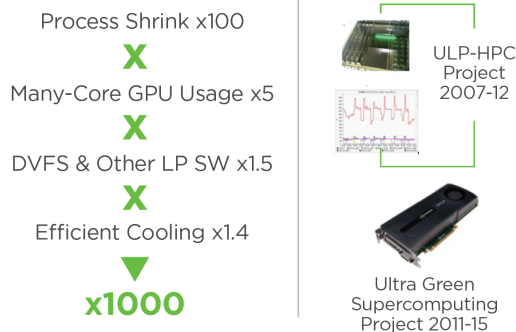 Process Shrink x100
X
Many-Core GPU Usage x5
X
DVFS & Other LP SW x1.5
X
Efficient Cooling x1.4
x1000
ULP-HPC
Project
2007-12
Ultra Green
Supercomputing
Project 2011-15